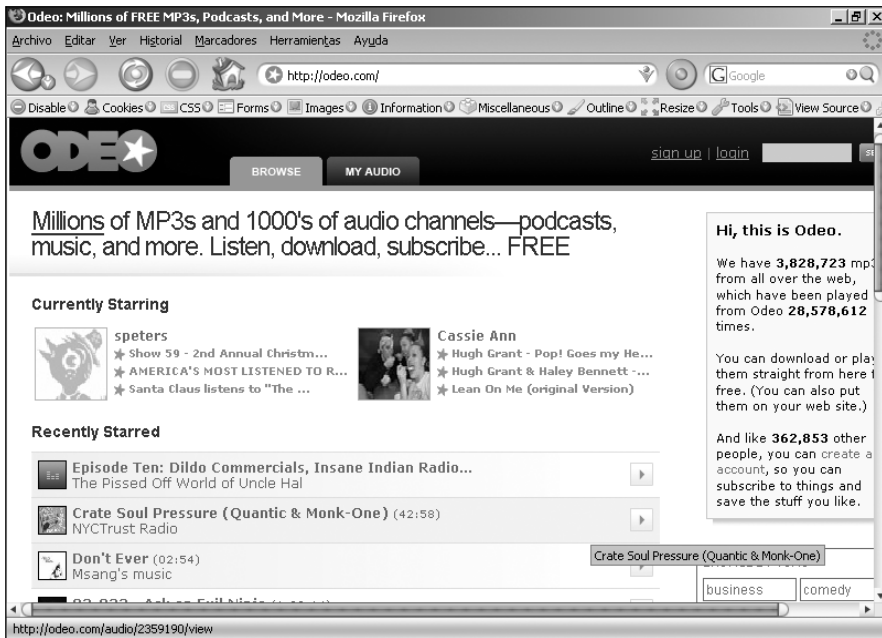 Odeo: Millions of FREE MP3s, Podcasts, and More - Mozilla Firefox
Archivo Editar Ver Historial Marcadores Herramientas Ayuda
http://odeo.com/
Google
Disable Cookies CSS Forms Images Information Miscellaneous Outline Resize Tools View Source
ODEO
sign up | login
BROWSE MY AUDIO
Millions of MP3s and 1000's of audio channels—podcasts,
music, and more. Listen, download, subscribe... FREE
Currently Starring
speters
Show 59 - 2nd Annual Christm...
AMERICA'S MOST LISTENED TO R...
Santa Claus listens to "The ...
Cassie Ann
Hugh Grant - Pop! Goes my He...
Hugh Grant & Haley Bennett -...
Lean On Me (original Version)
Recently Starred
Episode Ten: Dildo Commercials, Insane Indian Radio...
The Pissed Off World of Uncle Hal
Crate Soul Pressure (Quantic & Monk-One) (42:58)
NYCTrust Radio
Don't Ever (02:54)
Msang's music
Crate Soul Pressure (Quantic & Monk-One)
Hi, this is Odeo.
We have 3,828,723 mp3
from all over the web,
which have been played
from Odeo 28,578,612
times.
You can download or play
them straight from here
free. (You can also put
them on your web site.)
And like 362,853 other
people, you can create a
account, so you can
subscribe to things and
save the stuff you like.
business comedy
http://odeo.com/audio/2359190/view